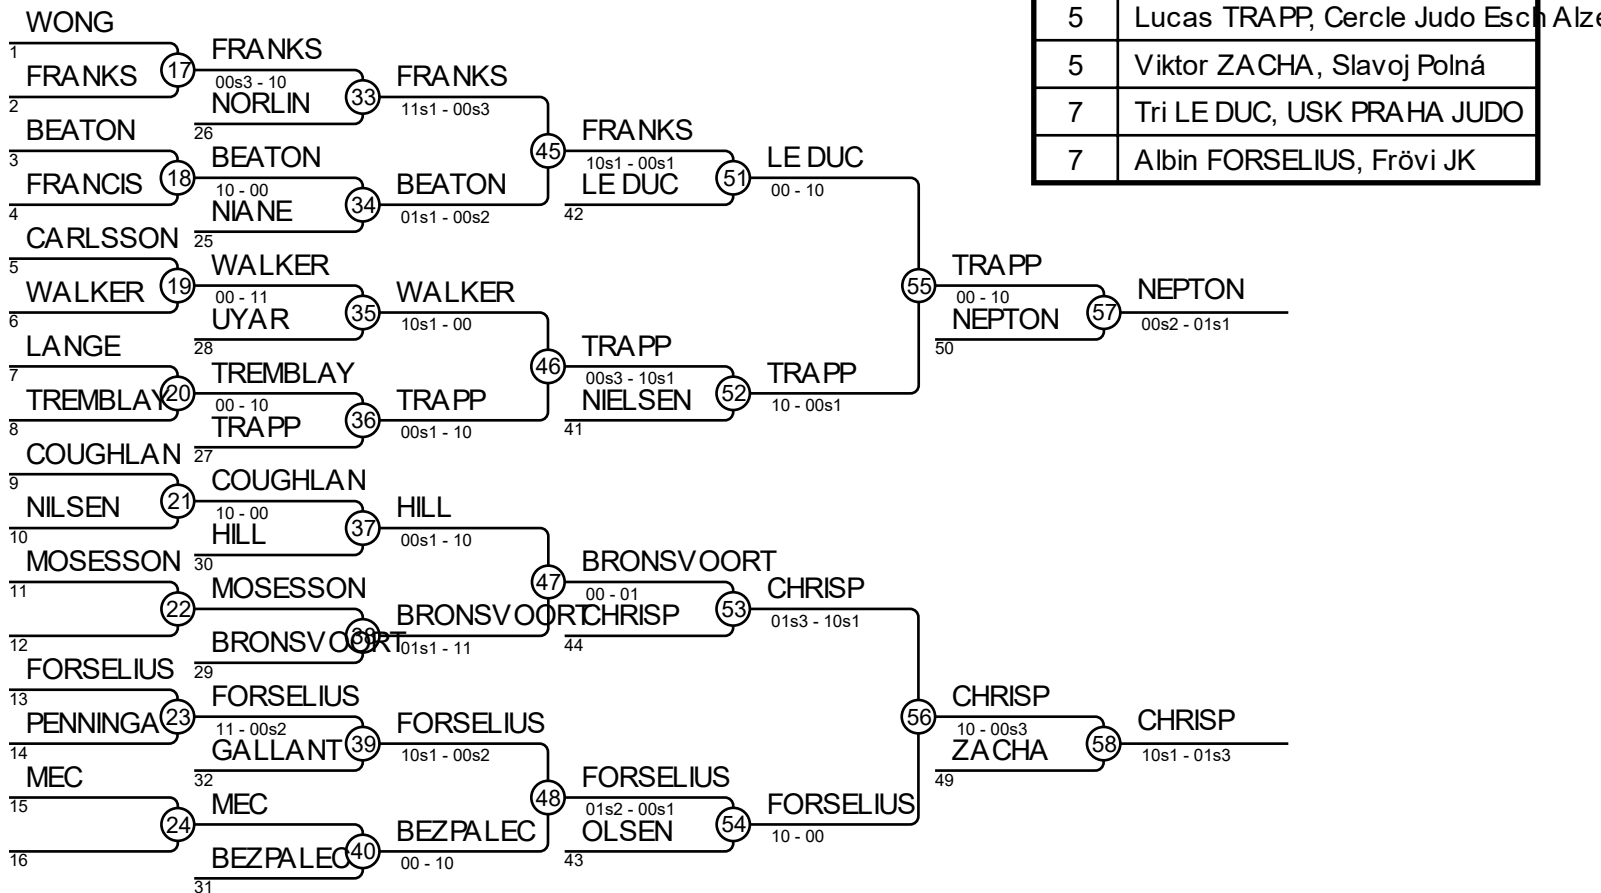 WONG
1
FRANKS
2
17
BEATON
3
FRANCIS
4
18
CARLSSON
5
WALKER
6
19
LANGE
7
TREMBLAY
8
20
COUGHLAN
9
NILSEN
10
21
MOSESSON
11
12
22
FORSELIUS
13
PENNINGA
14
23
MEC
15
16
24
FRANKS
00s3 - 10
NORLIN
26
33
BEATON
10 - 00
NIANE
25
34
WALKER
00 - 11
UYAR
28
35
TREMBLAY
00 - 10
TRAPP
27
36
COUGHLAN
10 - 00
HILL
30
37
MOSESSON
BRONSVOORT
29
38
FORSELIUS
11 - 00s2
GALLANT
32
39
MEC
BEZPALEC
31
40
FRANKS
11s1 - 00s3
45
BEATON
01s1 - 00s2
WALKER
10s1 - 00
46
TRAPP
00s1 - 10
HILL
00s1 - 10
47
BRONSVOORT
01s1 - 11
FORSELIUS
10s1 - 00s2
48
BEZPALEC
00 - 10
FRANKS
10s1 - 00s1
LE DUC
42
51
TRAPP
00s3 - 10s1
NIELSEN
41
52
BRONSVOORT
00 - 01
CHRISP
44
53
FORSELIUS
01s2 - 00s1
OLSEN
43
54
LE DUC
00 - 10
55
TRAPP
10 - 00s1
CHRISP
01s3 - 10s1
56
FORSELIUS
10 - 00
TRAPP
00 - 10
NEPTON
50
57
CHRISP
10 - 00s3
ZACHA
49
58
NEPTON
00s2 - 01s1
CHRISP
10s1 - 01s3
5 Lucas TRAPP, Cercle Judo Esch Alze
5 Viktor ZACHA, Slavoj Polná
7 Tri LE DUC, USK PRAHA JUDO
7 Albin FORSELIUS, Frövi JK